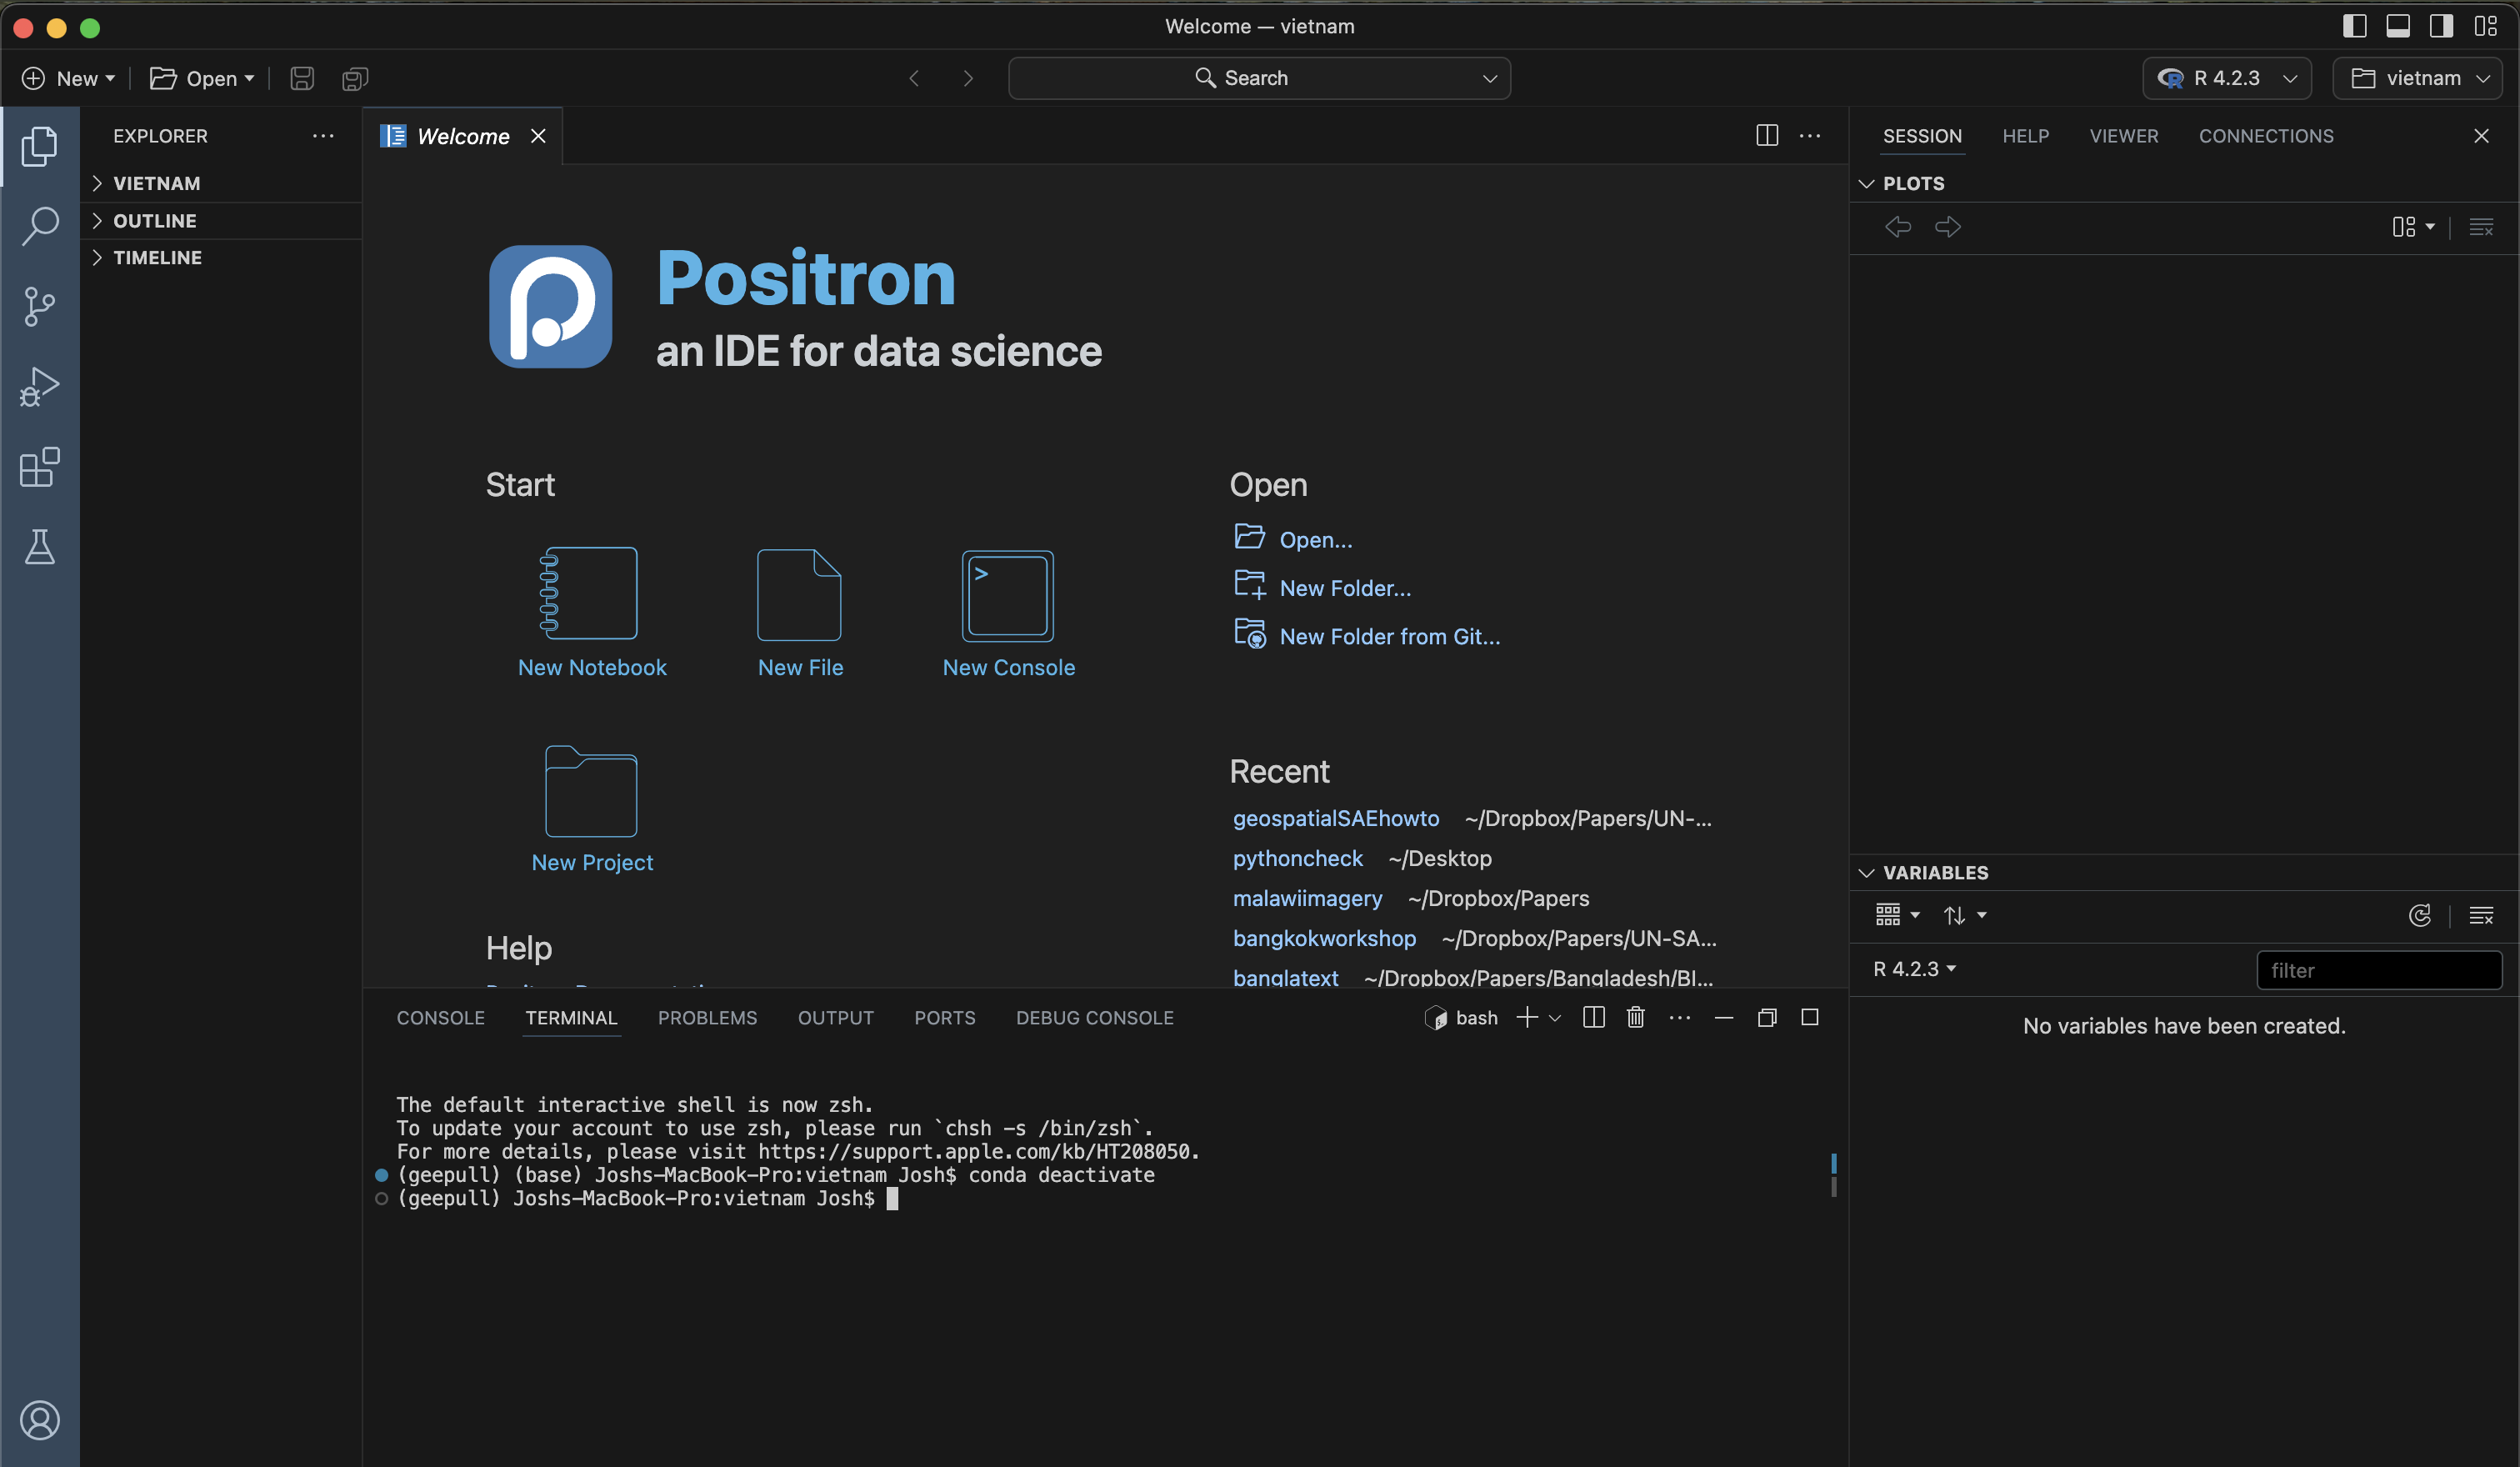 Welcome — vietnam
New
Open
Search
R 4.2.3
vietnam
EXPLORER
VIETNAM
OUTLINE
TIMELINE
Welcome
Positron
an IDE for data science
Start
New Notebook
New File
New Console
New Project
Help
Open
Open...
New Folder...
New Folder from Git...
Recent
geospatialSAEhowto ~/Dropbox/Papers/UN-...
pythoncheck ~/Desktop
malawiimagery ~/Dropbox/Papers
bangkokworkshop ~/Dropbox/Papers/UN-SA...
banglatext ~/Dropbox/Papers/Bangladesh/BI...
CONSOLE TERMINAL PROBLEMS OUTPUT PORTS DEBUG CONSOLE
bash
The default interactive shell is now zsh.
To update your account to use zsh, please run `chsh -s /bin/zsh`.
For more details, please visit https://support.apple.com/kb/HT208050.
(geepull) (base) Joshs-MacBook-Pro:vietnam Josh$ conda deactivate
(geepull) Joshs-MacBook-Pro:vietnam Josh$
SESSION HELP VIEWER CONNECTIONS
PLOTS
VARIABLES
R 4.2.3
filter
No variables have been created.